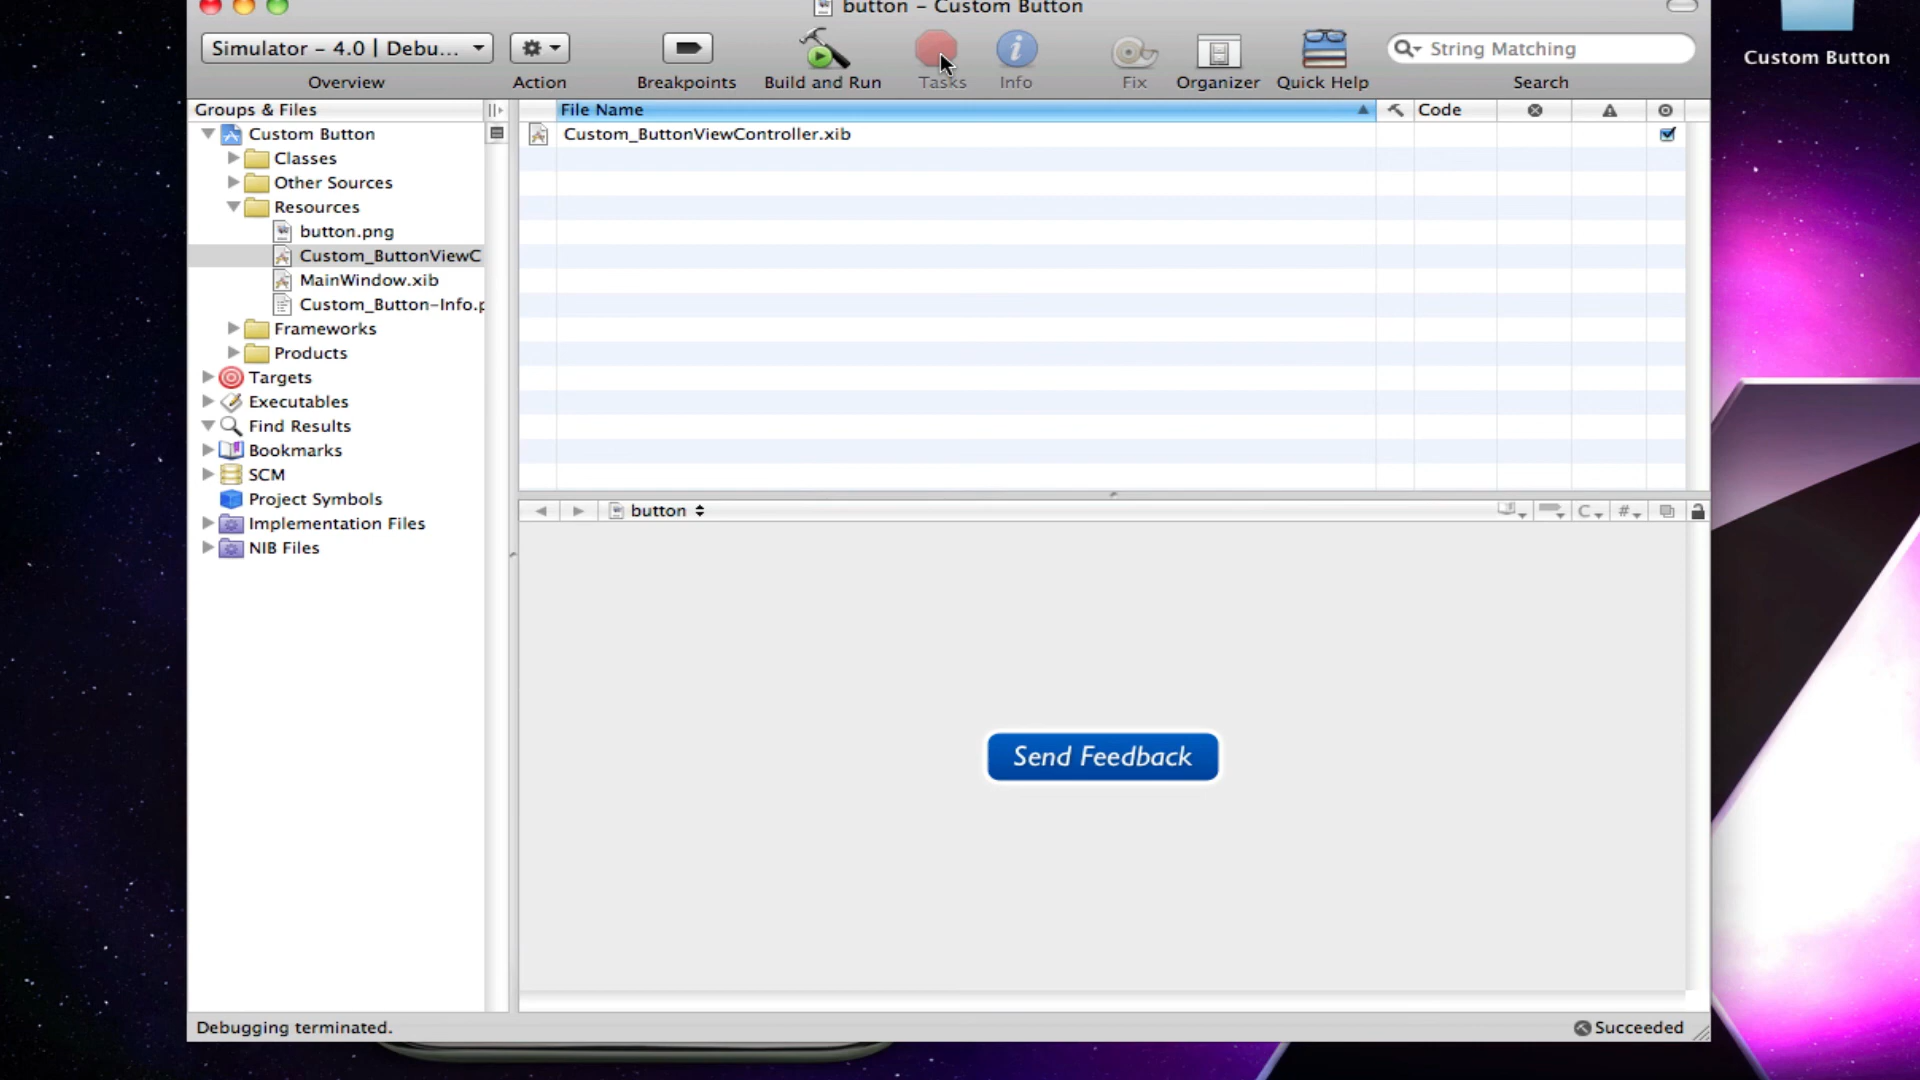 button – Custom Button
Simulator – 4.0 | Debu...
String Matching
Custom Button
Overview
Action
Breakpoints
Build and Run
Tasks
Info
Fix
Organizer
Quick Help
Search
Groups & Files
File Name
Code
Custom Button
Custom_ButtonViewController.xib
Classes
Other Sources
Resources
button.png
Custom_ButtonViewC
MainWindow.xib
Custom_Button-Info.p
Frameworks
Products
Targets
Executables
Find Results
Bookmarks
SCM
Project Symbols
Implementation Files
NIB Files
button
C
#
Send Feedback
Debugging terminated.
Succeeded